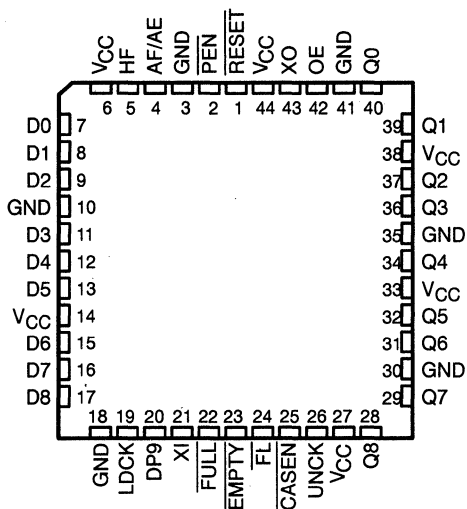 VCC HF AF/AE GND PEN RESET VCC XO OE GND Q0
6 5 4 3 2 1 44 43 42 41 40
D0 7 39 Q1
D1 8 38 VCC
D2 9 37 Q2
GND 10 36 Q3
D3 11 35 GND
D4 12 34 Q4
D5 13 33 VCC
VCC 14 32 Q5
D6 15 31 Q6
D7 16 30 GND
D8 17 29 Q7
18 19 20 21 22 23 24 25 26 27 28
GND LDCK DP9 XI FULL EMPTY FL CASEN UNCK VCC Q8